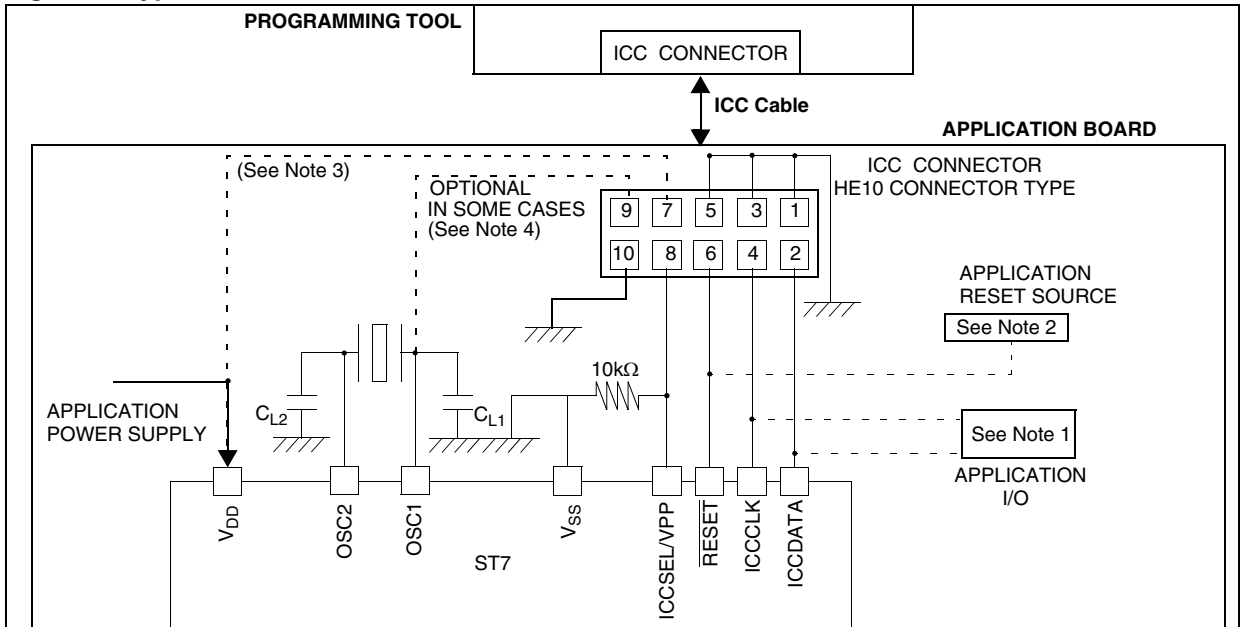 PROGRAMMING TOOL
ICC CONNECTOR
ICC Cable
APPLICATION BOARD
(See Note 3)
OPTIONAL
IN SOME CASES
(See Note 4)
ICC CONNECTOR
HE10 CONNECTOR TYPE
9 7 5 3 1
10 8 6 4 2
APPLICATION
RESET SOURCE
See Note 2
10kΩ
APPLICATION
POWER SUPPLY
CL2
CL1
See Note 1
APPLICATION
I/O
VDD
OSC2
OSC1
VSS
ICCSEL/VPP
RESET
ICCCLK
ICCDATA
ST7